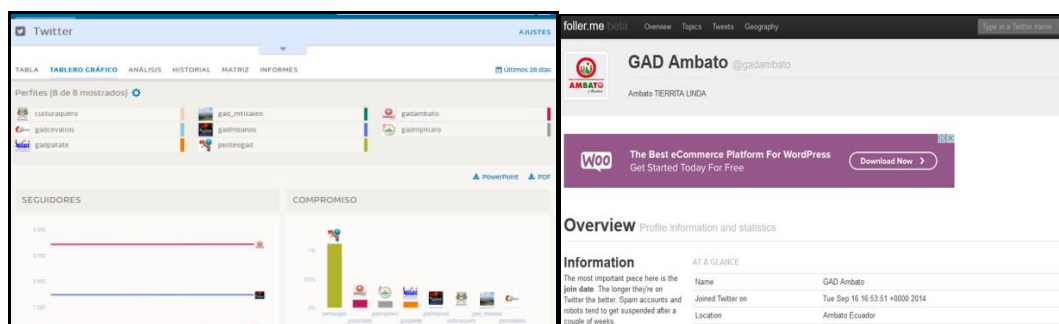 Twitter
AJUSTES
TABLA TABLERO GRÁFICO ANÁLISIS HISTORIAL MATRIZ INFORMES Últimos 28 días
Perfiles (8 de 8 mostrados)
culturaquero gad_mtisaleo gadambato
gadcevallos gadmbanos gadmpillaro
gadpatate pelileogad
PowerPoint PDF
SEGUIDORES COMPROMISO
foller.me beta Overview Topics Tweets Geography Type in a Twitter name
GAD Ambato @gadambato
AMBATO
Ambato TIERRITA LINDA
WOO
The Best eCommerce Platform For WordPress
Get Started Today For Free
Download Now
Overview Profile information and statistics
Information
The most important piece here is the
join date. The longer they're on
Twitter the better. Spam accounts and
robots tend to get suspended after a
couple of weeks.
AT A GLANCE
Name GAD Ambato
Joined Twitter on Tue Sep 16 16:53:51 +0000 2014
Location Ambato Ecuador